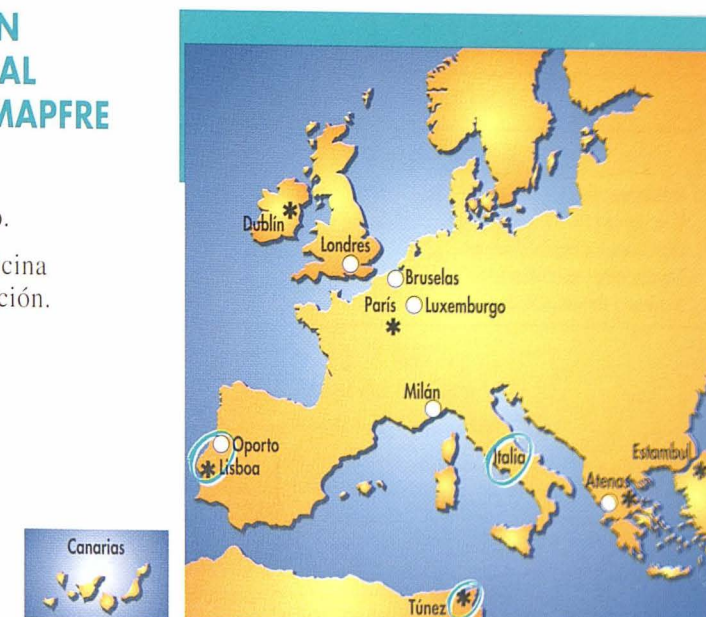 N
AL
MAPFRE
o.
cina
ción.
Dublín
Londres
Bruselas
París
Luxemburgo
Milán
Oporto
Lisboa
Italia
Estambul
Atenas
Canarias
Túnez